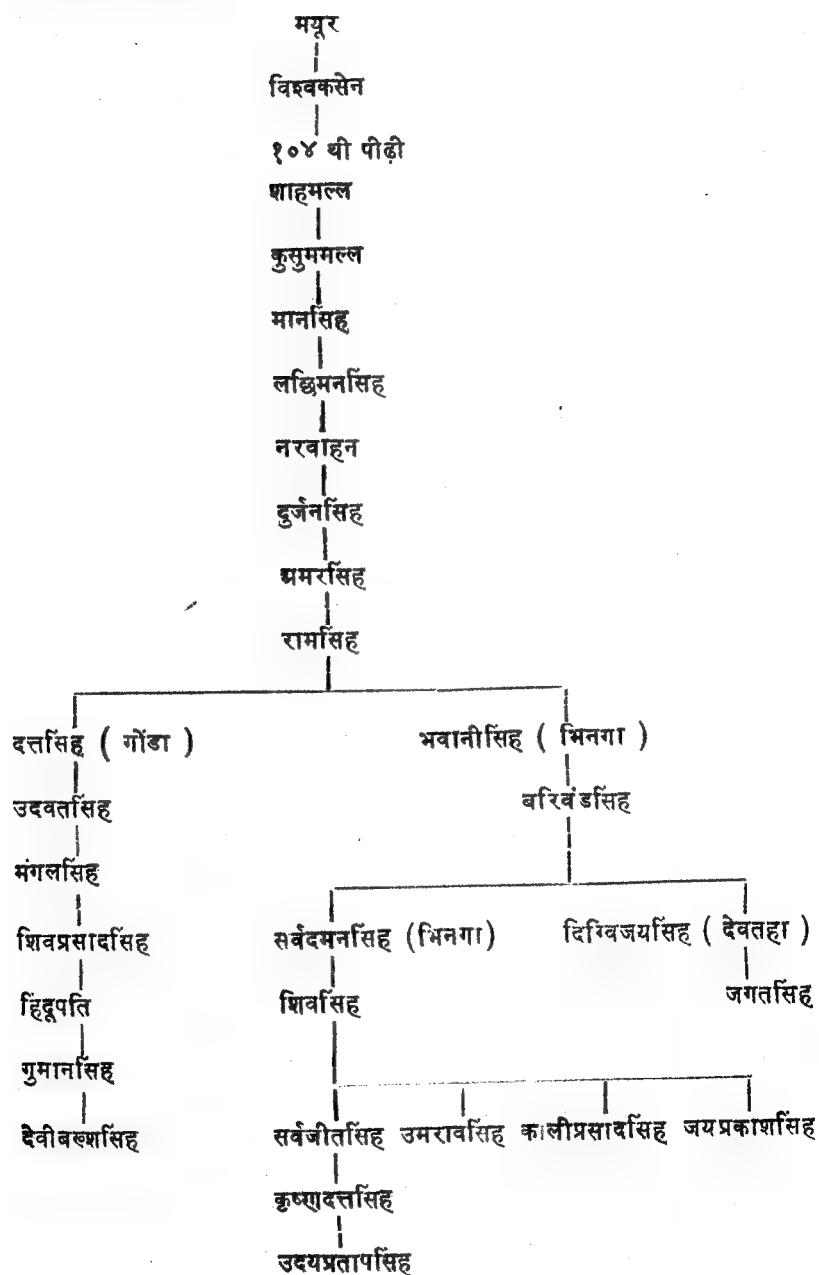 मयूर
विश्वकसेन
१०४ थी पीढ़ी
शाहमल्ल
कुसुममल्ल
मानसिंह
लछिमनसिंह
नरवाहन
दुर्जनसिंह
अमरसिंह
रामसिंह
दत्तसिंह ( गोंडा ) भवानीसिंह ( भिनगा )
उदवतसिंह बरिवंडसिंह
मंगलसिंह
शिवप्रसादसिंह सर्वदमनसिंह (भिनगा) दिग्विजयसिंह ( देवतहा )
हिंदूपति शिवसिंह जगतसिंह
गुमानसिंह
देवीबख्शसिंह सर्वजीतसिंह उमरावसिंह कालीप्रसादसिंह जयप्रकाशसिंह
कृष्णदत्तसिंह
उदयप्रतापसिंह